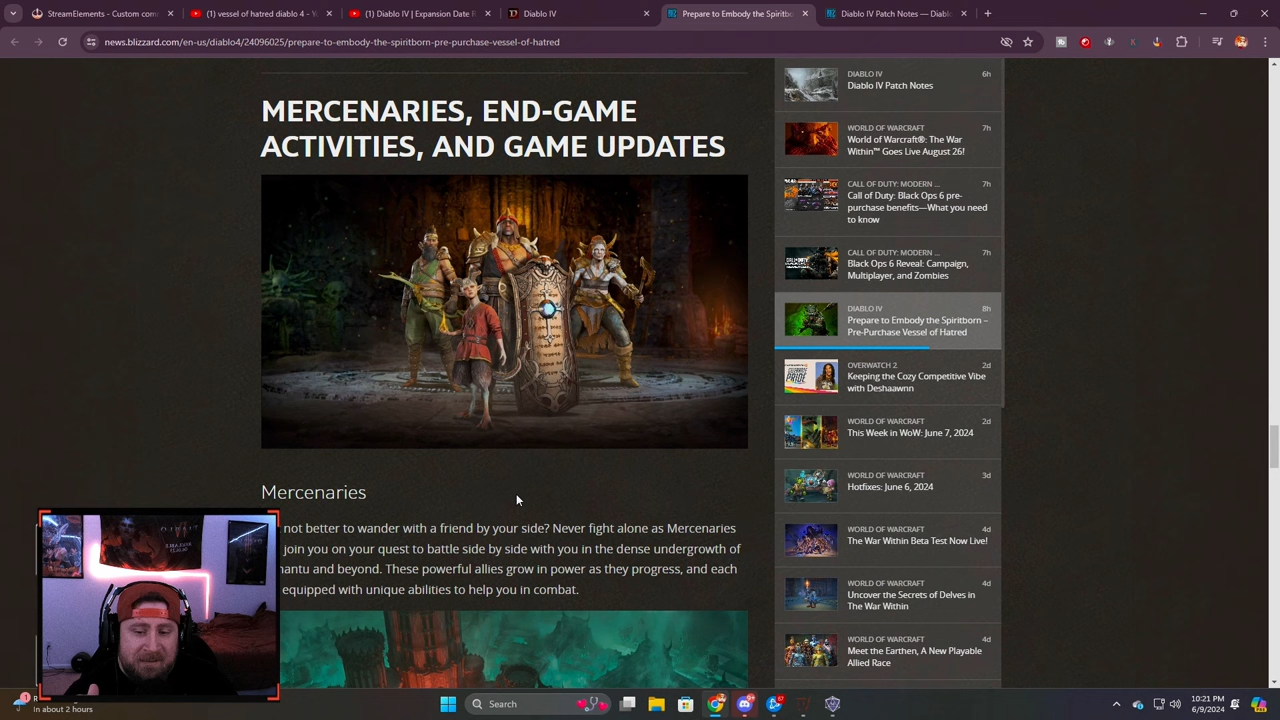 StreamElements - Custom com
(1) vessel of hatred diablo 4 - Y
(1) Diablo IV | Expansion Date R
Diablo IV
Prepare to Embody the Spiritbo
Diablo IV Patch Notes — Diablo
news.blizzard.com/en-us/diablo4/24096025/prepare-to-embody-the-spiritborn-pre-purchase-vessel-of-hatred
MERCENARIES, END-GAME
ACTIVITIES, AND GAME UPDATES
Mercenaries
not better to wander with a friend by your side? Never fight alone as Mercenaries
join you on your quest to battle side by side with you in the dense undergrowth of
hantu and beyond. These powerful allies grow in power as they progress, and each
equipped with unique abilities to help you in combat.
DIABLO IV 6h
Diablo IV Patch Notes
WORLD OF WARCRAFT 7h
World of Warcraft®: The War
Within™ Goes Live August 26!
CALL OF DUTY: MODERN ... 7h
Call of Duty: Black Ops 6 pre-
purchase benefits—What you need
to know
CALL OF DUTY: MODERN ... 7h
Black Ops 6 Reveal: Campaign,
Multiplayer, and Zombies
DIABLO IV 8h
Prepare to Embody the Spiritborn –
Pre-Purchase Vessel of Hatred
OVERWATCH 2 2d
Keeping the Cozy Competitive Vibe
with Deshaawnn
WORLD OF WARCRAFT 2d
This Week in WoW: June 7, 2024
WORLD OF WARCRAFT 3d
Hotfixes: June 6, 2024
WORLD OF WARCRAFT 4d
The War Within Beta Test Now Live!
WORLD OF WARCRAFT 4d
Uncover the Secrets of Delves in
The War Within
WORLD OF WARCRAFT 4d
Meet the Earthen, A New Playable
Allied Race
In about 2 hours
Search
10:21 PM
6/9/2024